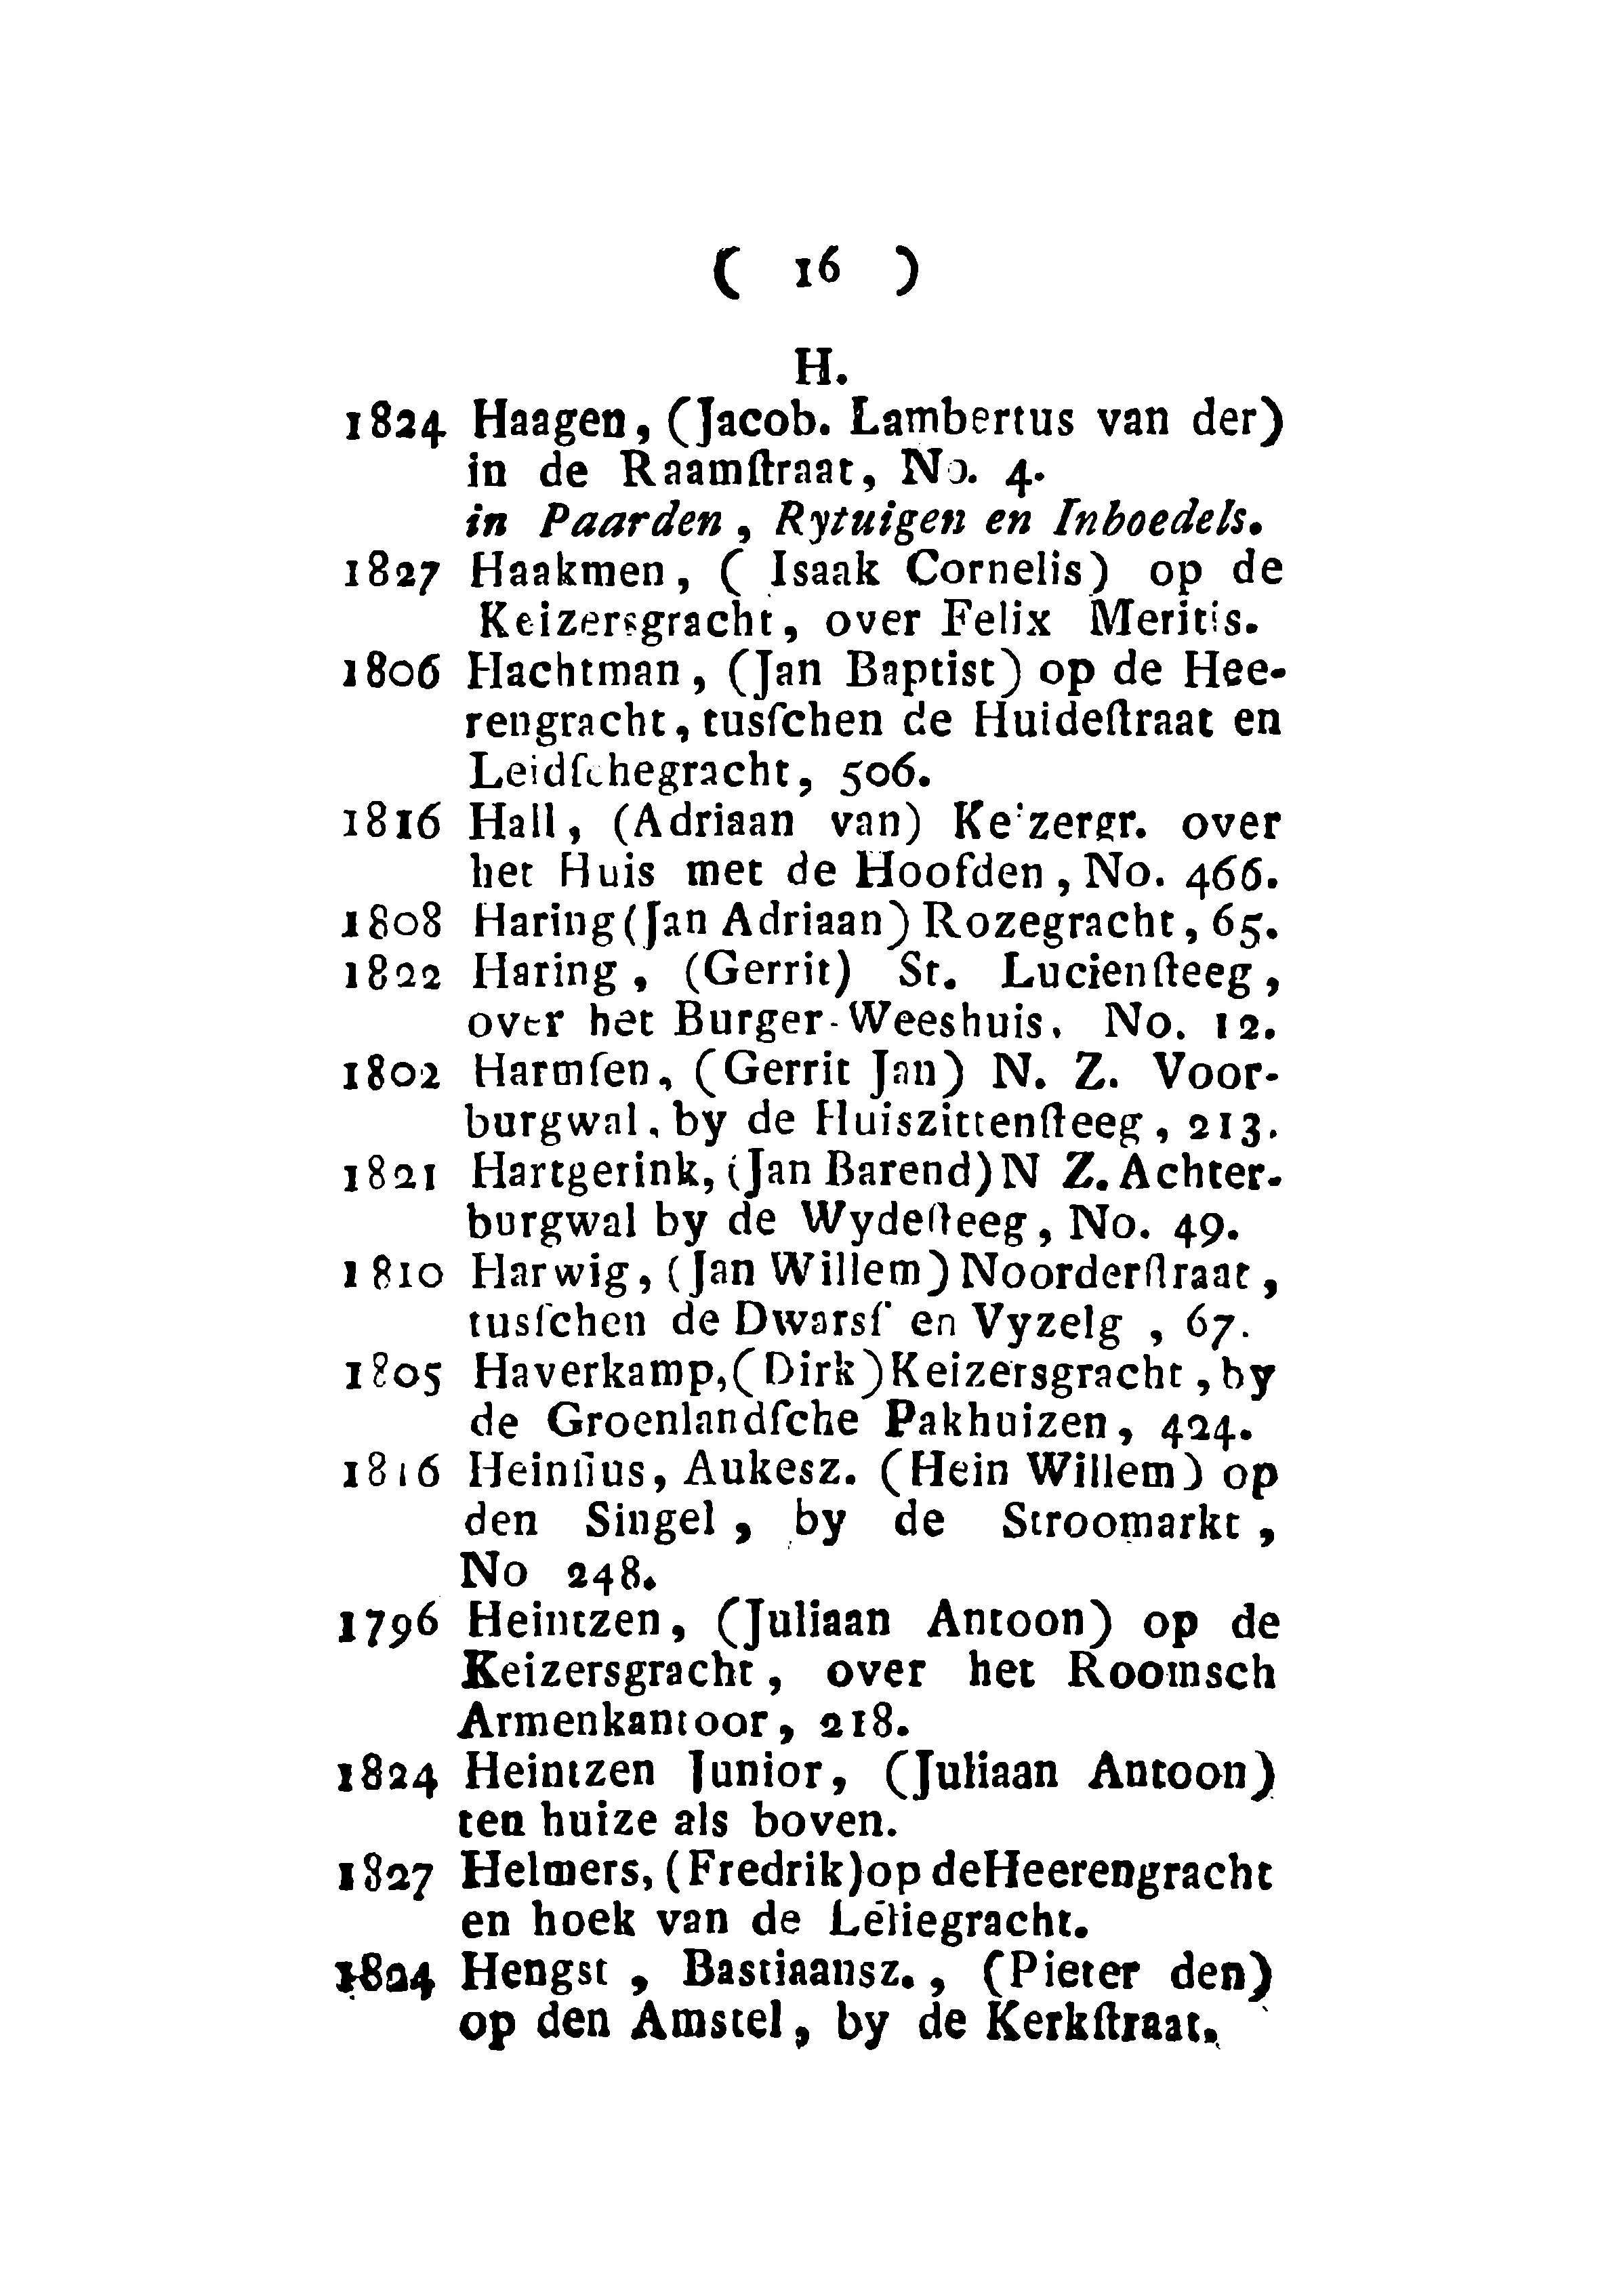 ( 16 )
H.
1824 Haagen, (Jacob. Lambertus van der)
in de Raamſtraat, No. 4.
in Paarden, Rytuigen en Inboedels.
1827 Haakmen, ( Isaak Cornelis) op de
Keizersgracht, over Felix Meritis.
1806 Hachtman, (Jan Baptist) op de Hee-
rengracht, tusſchen de Huideſtraat en
Leidſchegracht, 506.
1816 Hall, (Adriaan van) Keizergr. over
het Huis met de Hoofden, No. 466.
1808 Haring (Jan Adriaan) Rozegracht, 65.
1822 Haring, (Gerrit) St. Lucienſteeg,
over het Burger-Weeshuis. No. 12.
1802 Harmſen, (Gerrit Jan) N. Z. Voor-
burgwal, by de Huiszittenſteeg, 213.
1821 Hartgerink, (Jan Barend) N Z. Achter-
burgwal by de Wydeſteeg, No. 49.
1810 Harwig, (Jan Willem) Noorderſtraat,
tusſchen de Dwarsſ en Vyzelg, 67.
1805 Haverkamp, (Dirk) Keizersgracht, by
de Groenlandſche Pakhuizen, 424.
1816 Heinſius, Aukesz. (Hein Willem) op
den Singel, by de Stroomarkt,
No 248.
1796 Heintzen, (Juliaan Antoon) op de
Keizersgracht, over het Roomsch
Armenkantoor, 218.
1824 Heintzen Junior, (Juliaan Antoon)
ten huize als boven.
1827 Helmers, (Fredrik) op de Heerengracht
en hoek van de Leliegracht.
1824 Hengst, Bastiaansz., (Pieter den)
op den Amstel, by de Kerkſtraat.